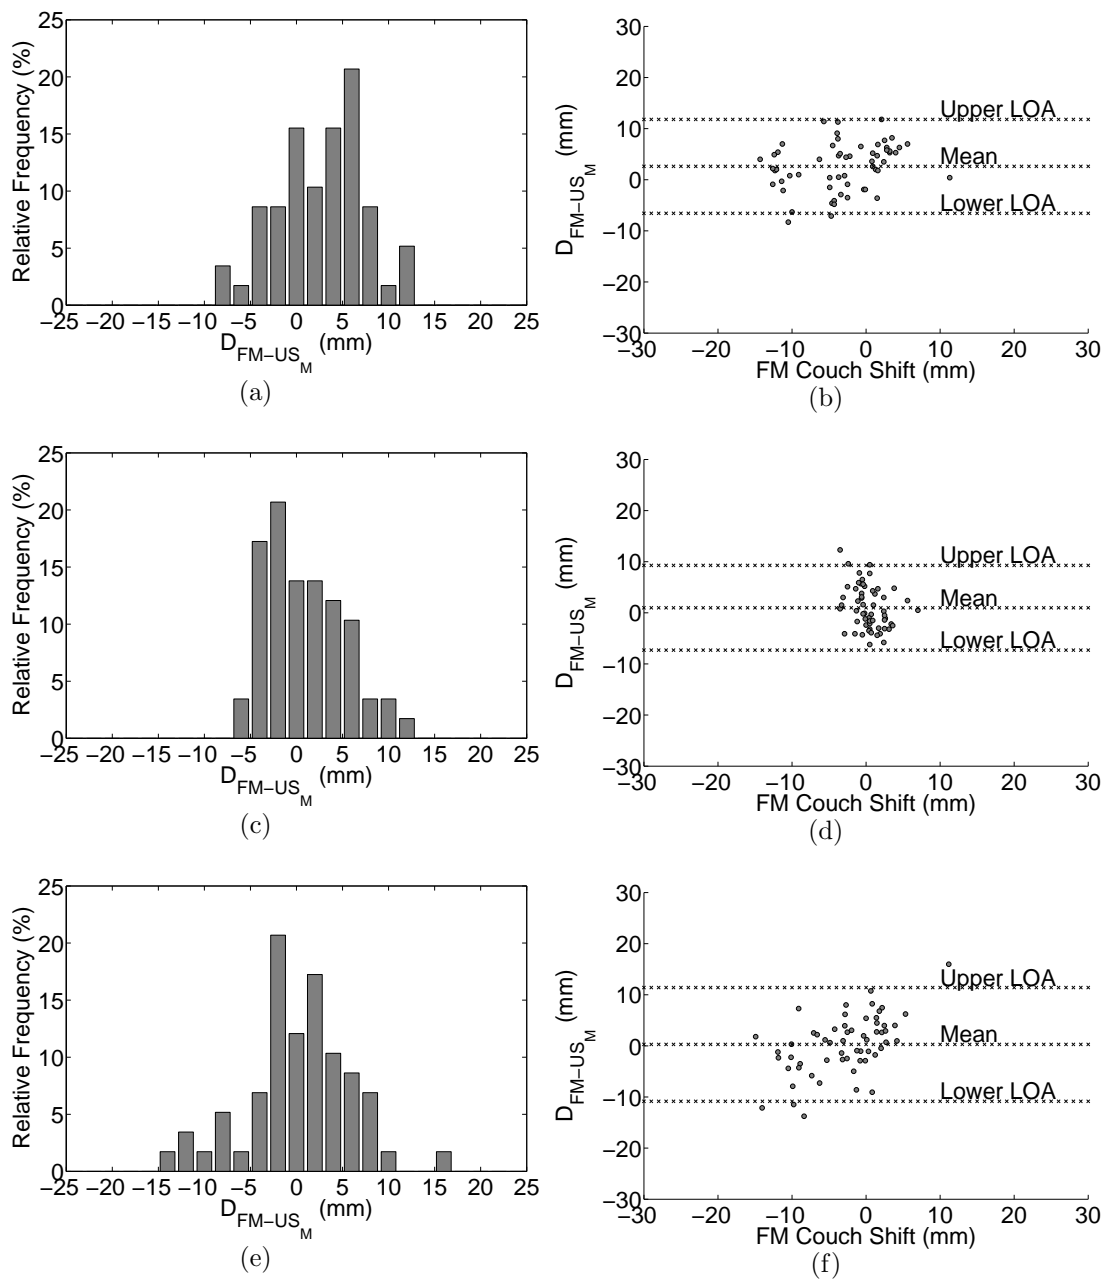 25
20
15
10
5
0
Relative Frequency (%)
−25 −20 −15 −10 −5 0 5 10 15 20 25
D_FM−US_M (mm)
(a)
30
20
10
0
−10
−20
−30
D_FM−US_M (mm)
Upper LOA
Mean
Lower LOA
−30 −20 −10 0 10 20 30
FM Couch Shift (mm)
(b)
25
20
15
10
5
0
Relative Frequency (%)
−25 −20 −15 −10 −5 0 5 10 15 20 25
D_FM−US_M (mm)
(c)
30
20
10
0
−10
−20
−30
D_FM−US_M (mm)
Upper LOA
Mean
Lower LOA
−30 −20 −10 0 10 20 30
FM Couch Shift (mm)
(d)
25
20
15
10
5
0
Relative Frequency (%)
−25 −20 −15 −10 −5 0 5 10 15 20 25
D_FM−US_M (mm)
(e)
30
20
10
0
−10
−20
−30
D_FM−US_M (mm)
Upper LOA
Mean
Lower LOA
−30 −20 −10 0 10 20 30
FM Couch Shift (mm)
(f)